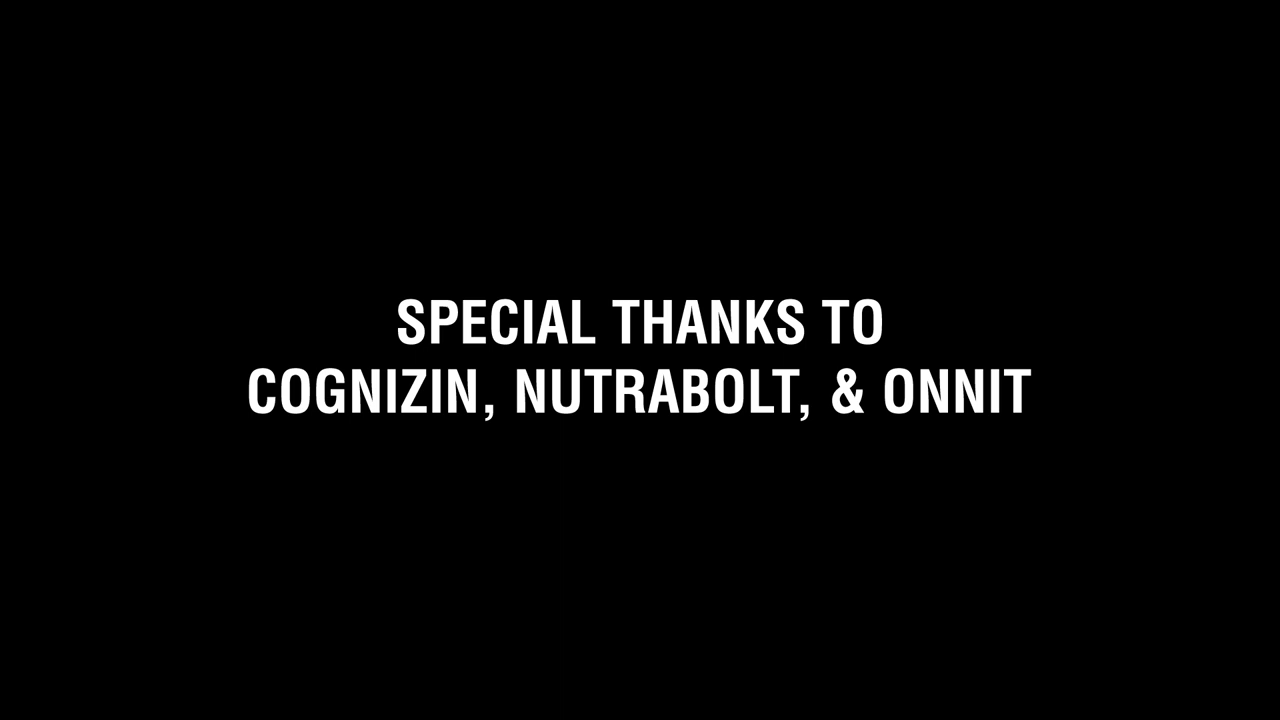 SPECIAL THANKS TO
COGNIZIN, NUTRABOLT, & ONNIT